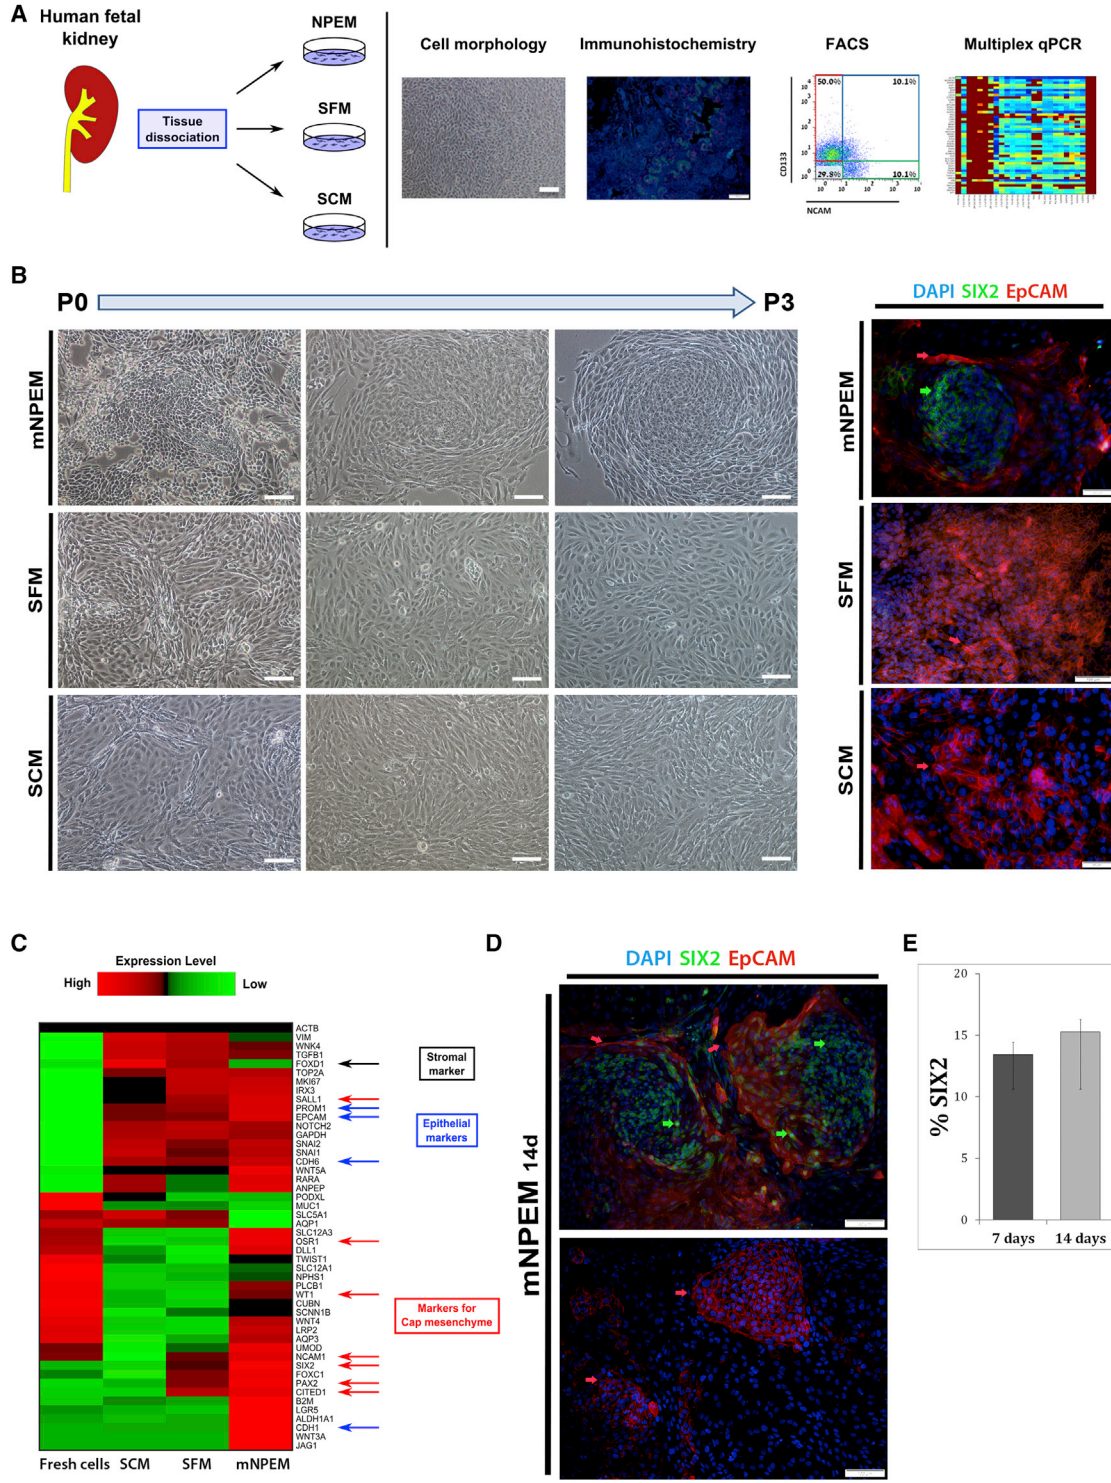 A
Human fetal
kidney
Tissue
dissociation
NPEM
SFM
SCM
Cell morphology
Immunohistochemistry
FACS
50.0%
10.1%
29.8%
10.1%
CD133
NCAM
Multiplex qPCR
B
P0
P3
DAPI SIX2 EpCAM
mNPEM
SFM
SCM
mNPEM
SFM
SCM
C
Expression Level
High
Low
ACTB
VIM
WNK4
TGFB1
FOXD1
TOP2A
MKI67
IRX3
SALL1
PROM1
EPCAM
NOTCH2
GAPDH
SNAI2
SNAI1
CDH6
WNT5A
RARA
ANPEP
PODXL
MUC1
SLC5A1
AQP1
SLC12A3
OSR1
DLL1
TWIST1
SLC12A1
NPHS1
PLCB1
WT1
CUBN
SCNN1B
WNT4
LRP2
AQP3
UMOD
NCAM1
SIX2
FOXC1
PAX2
CITED1
B2M
LGR5
ALDH1A1
CDH1
WNT3A
JAG1
Stromal
marker
Epithelial
markers
Markers for
Cap mesenchyme
Fresh cells SCM SFM mNPEM
D
DAPI SIX2 EpCAM
mNPEM 14d
E
% SIX2
20
15
10
5
0
7 days
14 days